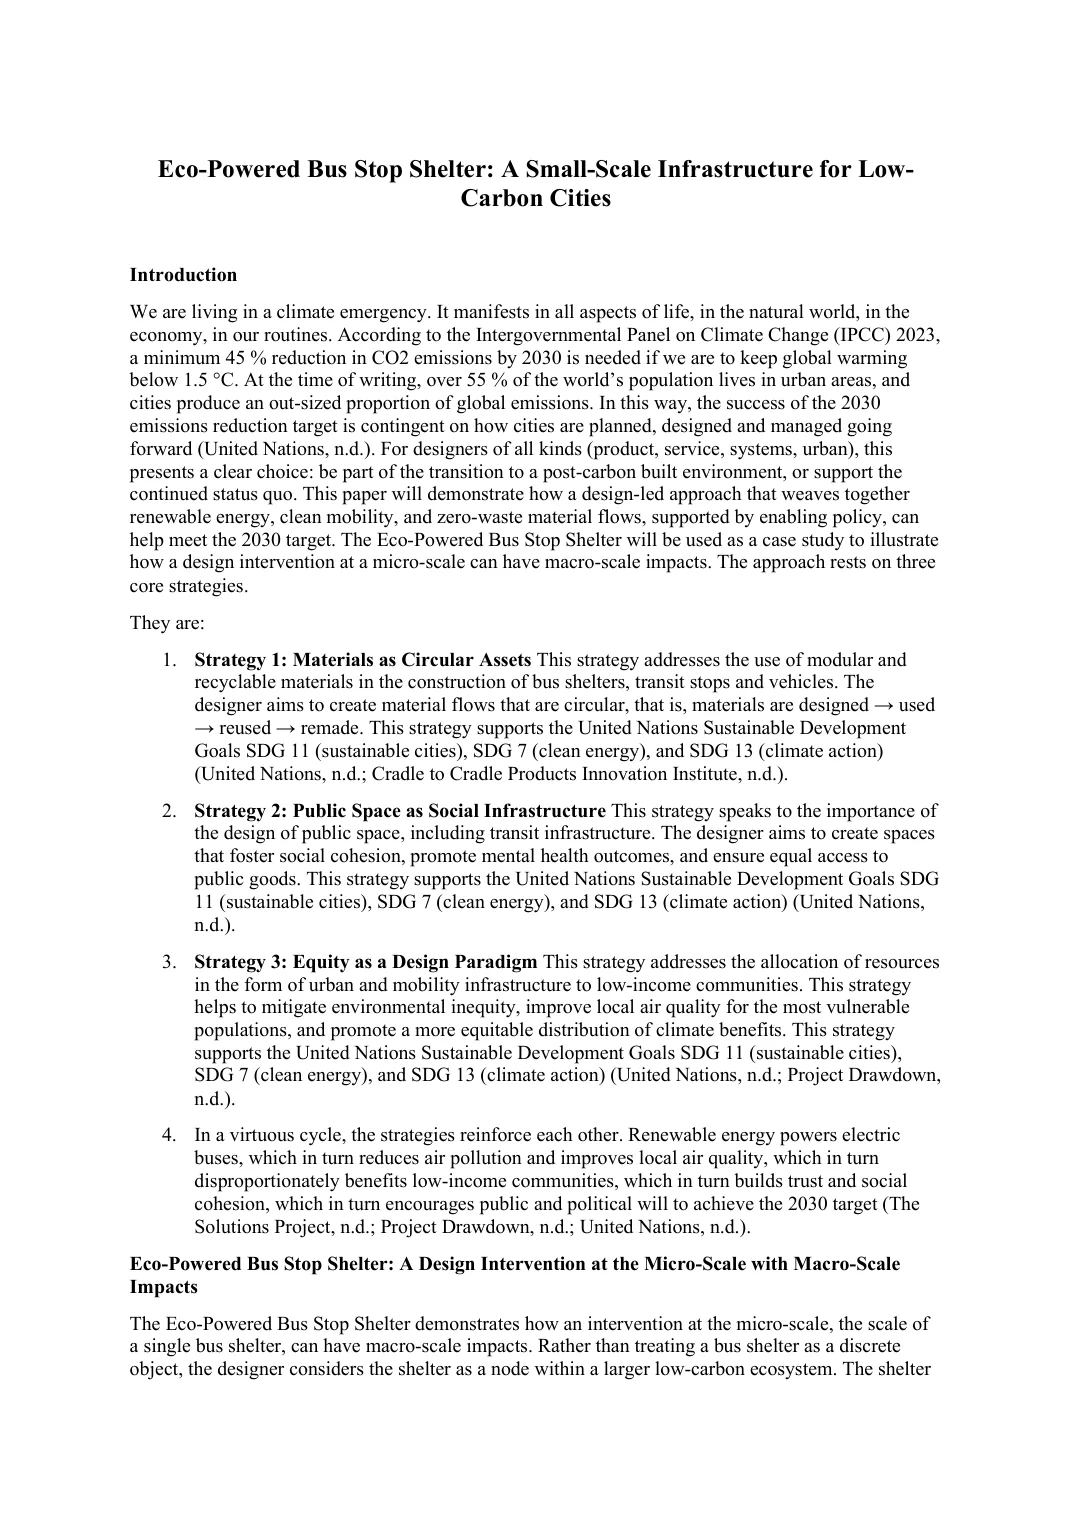 Eco-Powered Bus Stop Shelter: A Small-Scale Infrastructure for Low-
Carbon Cities
Introduction
We are living in a climate emergency. It manifests in all aspects of life, in the natural world, in the
economy, in our routines. According to the Intergovernmental Panel on Climate Change (IPCC) 2023,
a minimum 45 % reduction in CO2 emissions by 2030 is needed if we are to keep global warming
below 1.5 °C. At the time of writing, over 55 % of the world’s population lives in urban areas, and
cities produce an out-sized proportion of global emissions. In this way, the success of the 2030
emissions reduction target is contingent on how cities are planned, designed and managed going
forward (United Nations, n.d.). For designers of all kinds (product, service, systems, urban), this
presents a clear choice: be part of the transition to a post-carbon built environment, or support the
continued status quo. This paper will demonstrate how a design-led approach that weaves together
renewable energy, clean mobility, and zero-waste material flows, supported by enabling policy, can
help meet the 2030 target. The Eco-Powered Bus Stop Shelter will be used as a case study to illustrate
how a design intervention at a micro-scale can have macro-scale impacts. The approach rests on three
core strategies.
They are:
1. Strategy 1: Materials as Circular Assets This strategy addresses the use of modular and
recyclable materials in the construction of bus shelters, transit stops and vehicles. The
designer aims to create material flows that are circular, that is, materials are designed → used
→ reused → remade. This strategy supports the United Nations Sustainable Development
Goals SDG 11 (sustainable cities), SDG 7 (clean energy), and SDG 13 (climate action)
(United Nations, n.d.; Cradle to Cradle Products Innovation Institute, n.d.).
2. Strategy 2: Public Space as Social Infrastructure This strategy speaks to the importance of
the design of public space, including transit infrastructure. The designer aims to create spaces
that foster social cohesion, promote mental health outcomes, and ensure equal access to
public goods. This strategy supports the United Nations Sustainable Development Goals SDG
11 (sustainable cities), SDG 7 (clean energy), and SDG 13 (climate action) (United Nations,
n.d.).
3. Strategy 3: Equity as a Design Paradigm This strategy addresses the allocation of resources
in the form of urban and mobility infrastructure to low-income communities. This strategy
helps to mitigate environmental inequity, improve local air quality for the most vulnerable
populations, and promote a more equitable distribution of climate benefits. This strategy
supports the United Nations Sustainable Development Goals SDG 11 (sustainable cities),
SDG 7 (clean energy), and SDG 13 (climate action) (United Nations, n.d.; Project Drawdown,
n.d.).
4. In a virtuous cycle, the strategies reinforce each other. Renewable energy powers electric
buses, which in turn reduces air pollution and improves local air quality, which in turn
disproportionately benefits low-income communities, which in turn builds trust and social
cohesion, which in turn encourages public and political will to achieve the 2030 target (The
Solutions Project, n.d.; Project Drawdown, n.d.; United Nations, n.d.).
Eco-Powered Bus Stop Shelter: A Design Intervention at the Micro-Scale with Macro-Scale
Impacts
The Eco-Powered Bus Stop Shelter demonstrates how an intervention at the micro-scale, the scale of
a single bus shelter, can have macro-scale impacts. Rather than treating a bus shelter as a discrete
object, the designer considers the shelter as a node within a larger low-carbon ecosystem. The shelter